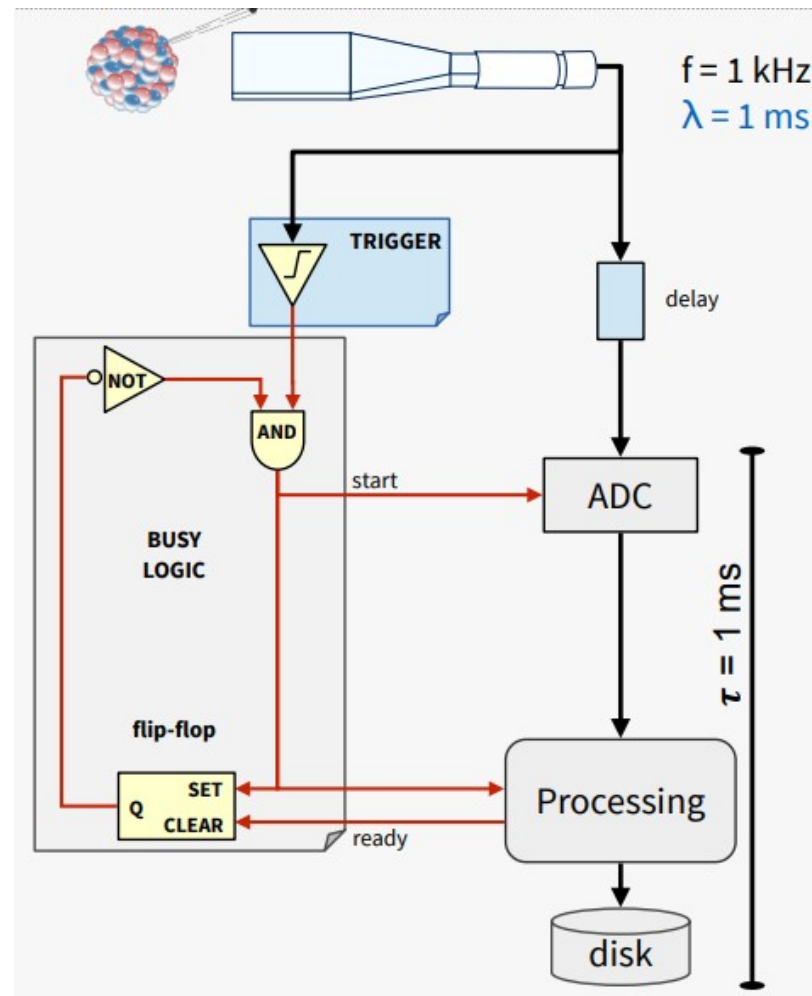 f = 1 kHz
λ = 1 ms
TRIGGER
delay
NOT
AND
start
ADC
BUSY
LOGIC
τ = 1 ms
flip-flop
SET
Q
CLEAR
Processing
ready
disk